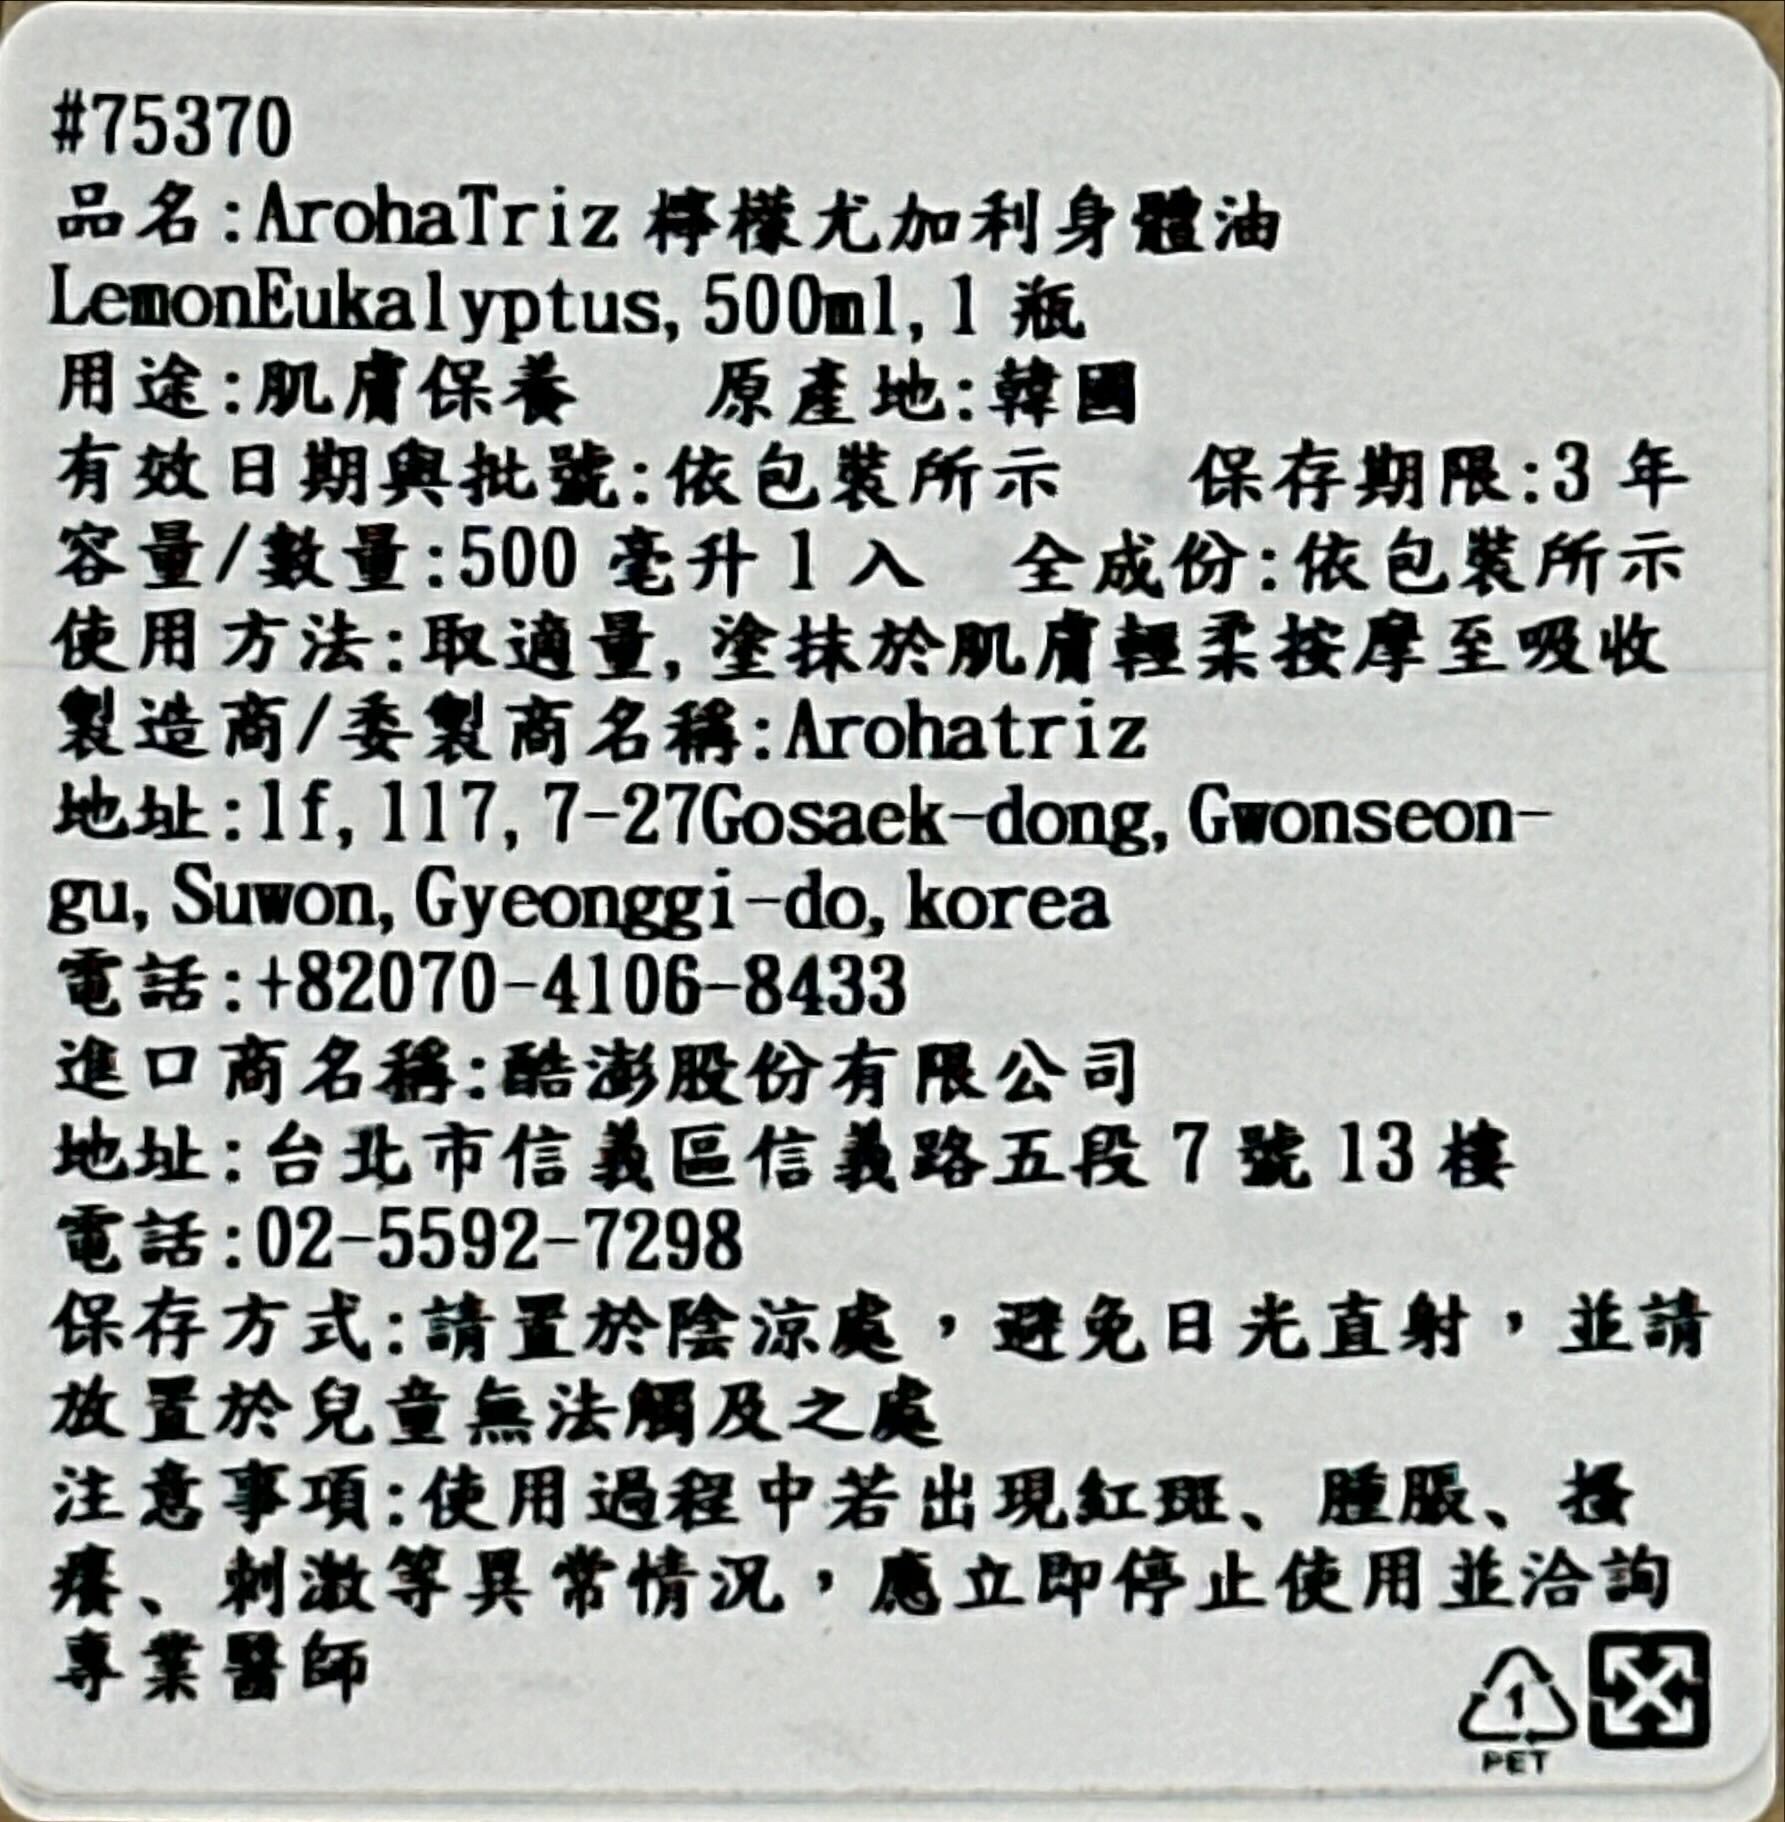 #75370
品名:ArohaTriz 檸檬尤加利身體油
LemonEukalyptus,500ml,1 瓶
用途:肌膚保養 原產地:韓國
有效日期與批號:依包裝所示 保存期限:3 年
容量/數量:500 毫升 1 入 全成份:依包裝所示
使用方法:取適量,塗抹於肌膚輕柔按摩至吸收
製造商/委製商名稱:Arohatriz
地址:1f,117,7-27Gosaek-dong,Gwonseon-
gu,Suwon,Gyeonggi-do,korea
電話:+82070-4106-8433
進口商名稱:酷澎股份有限公司
地址:台北市信義區信義路五段 7 號 13 樓
電話:02-5592-7298
保存方式:請置於陰涼處，避免日光直射，並請
放置於兒童無法觸及之處
注意事項:使用過程中若出現紅斑、腫脹、搔
癢、刺激等異常情況，應立即停止使用並洽詢
專業醫師
1
PET